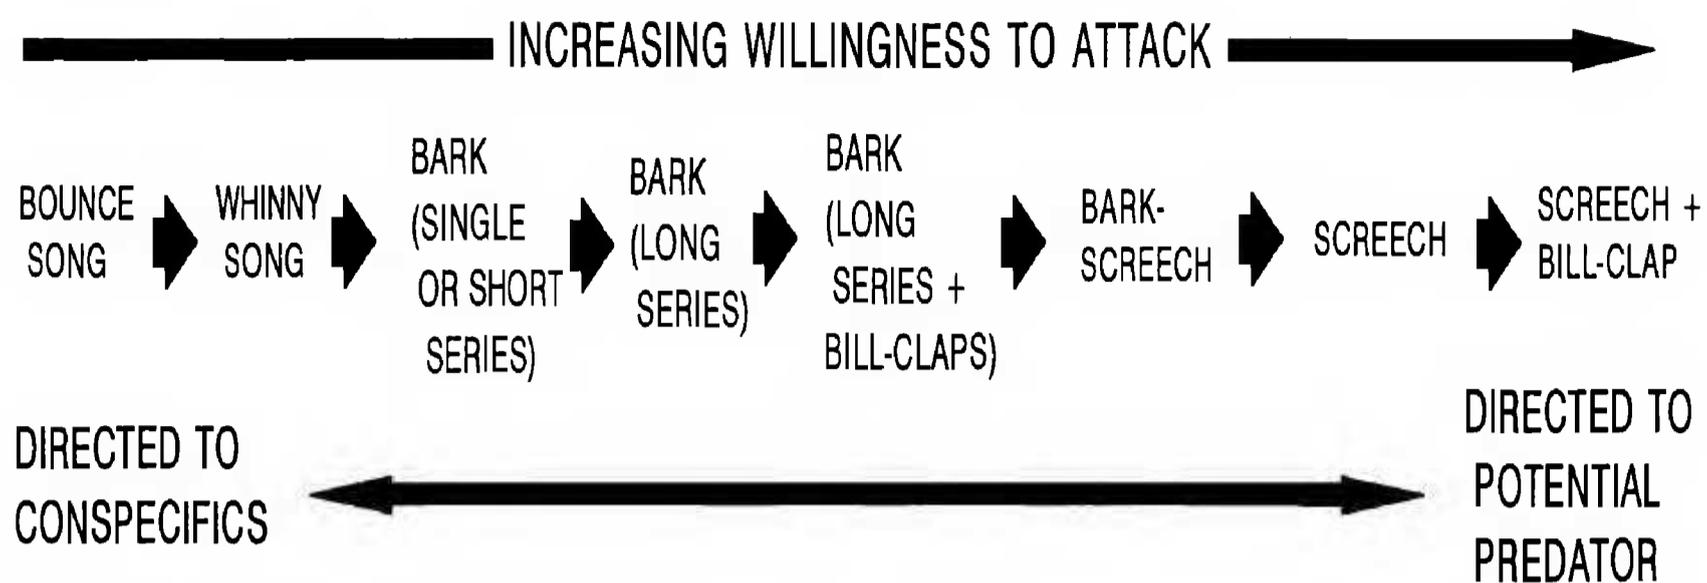 INCREASING WILLINGNESS TO ATTACK
BOUNCE
SONG
WHINNY
SONG
BARK
(SINGLE
OR SHORT
SERIES)
BARK
(LONG
SERIES)
BARK
(LONG
SERIES +
BILL-CLAPS)
BARK-
SCREECH
SCREECH
SCREECH +
BILL-CLAP
DIRECTED TO
CONSPECIFICS
DIRECTED TO
POTENTIAL
PREDATOR